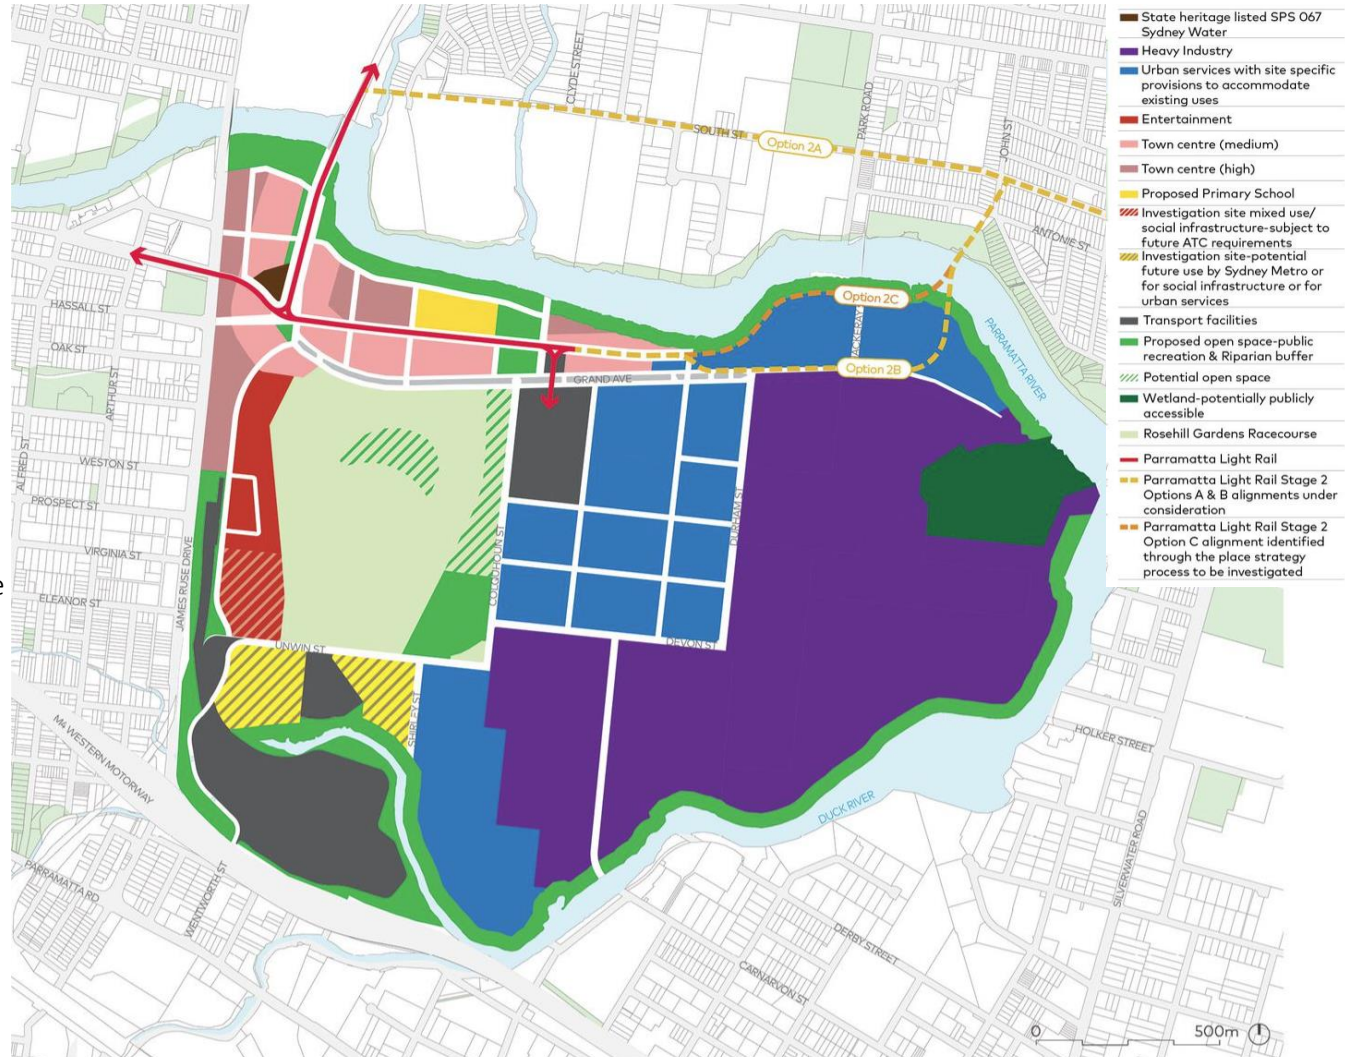 State heritage listed SPS 067
Sydney Water
Heavy Industry
Urban services with site specific
provisions to accommodate
existing uses
Entertainment
Town centre (medium)
Town centre (high)
Proposed Primary School
Investigation site mixed use/
social infrastructure-subject to
future ATC requirements
Investigation site-potential
future use by Sydney Metro or
for social infrastructure or for
urban services
Transport facilities
Proposed open space-public
recreation & Riparian buffer
Potential open space
Wetland-potentially publicly
accessible
Rosehill Gardens Racecourse
Parramatta Light Rail
Parramatta Light Rail Stage 2
Options A & B alignments under
consideration
Parramatta Light Rail Stage 2
Option C alignment identified
through the place strategy
process to be investigated
CLYDE STREET
PARK ROAD
JOHN ST
SOUTH ST
Option 2A
ANTONIE ST
HASSALL ST
OAK ST
ARTHUR ST
ALFRED ST
WESTON ST
PROSPECT ST
VIRGINIA ST
ELEANOR ST
JAMES RUSE DRIVE
Option 2C
ACKERAY
Option 2B
PARRAMATTA RIVER
GRAND AVE
COLQUHOUN ST
DURHAM ST
DEVON ST
UNWIN ST
SHIRLEY ST
M4 WESTERN MOTORWAY
PARRAMATTA RD
WENTWORTH ST
DUCK RIVER
HOLKER STREET
SILVERWATER ROAD
DERBY STREET
CARNARVON ST
0
500m